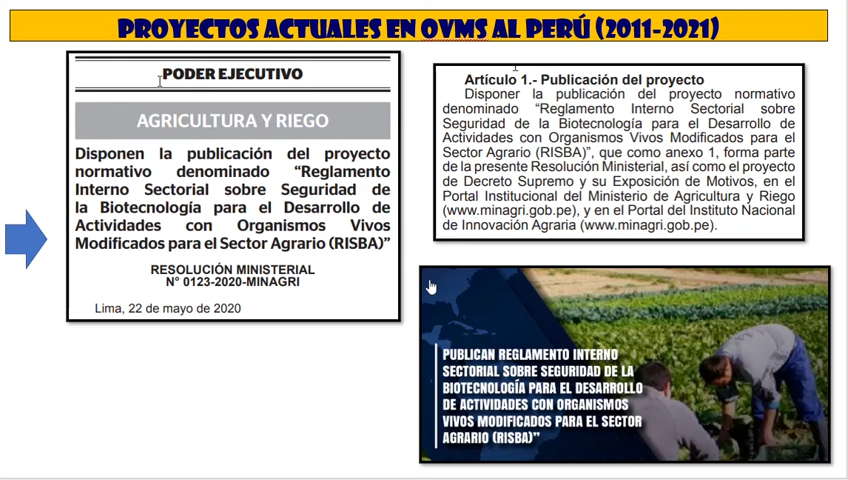 PROYECTOS ACTUALES EN OVMS AL PERÚ (2011-2021)
PODER EJECUTIVO
AGRICULTURA Y RIEGO
Disponen la publicación del proyecto
normativo denominado “Reglamento
Interno Sectorial sobre Seguridad de
la Biotecnología para el Desarrollo de
Actividades con Organismos Vivos
Modificados para el Sector Agrario (RISBA)”
RESOLUCIÓN MINISTERIAL
N° 0123-2020-MINAGRI
Lima, 22 de mayo de 2020
Artículo 1.- Publicación del proyecto
Disponer la publicación del proyecto normativo
denominado “Reglamento Interno Sectorial sobre
Seguridad de la Biotecnología para el Desarrollo de
Actividades con Organismos Vivos Modificados para el
Sector Agrario (RISBA)”, que como anexo 1, forma parte
de la presente Resolución Ministerial, así como el proyecto
de Decreto Supremo y su Exposición de Motivos, en el
Portal Institucional del Ministerio de Agricultura y Riego
(www.minagri.gob.pe), y en el Portal del Instituto Nacional
de Innovación Agraria (www.minagri.gob.pe).
PUBLICAN REGLAMENTO INTERNO
SECTORIAL SOBRE SEGURIDAD DE LA
BIOTECNOLOGÍA PARA EL DESARROLLO
DE ACTIVIDADES CON ORGANISMOS
VIVOS MODIFICADOS PARA EL SECTOR
AGRARIO (RISBA)”